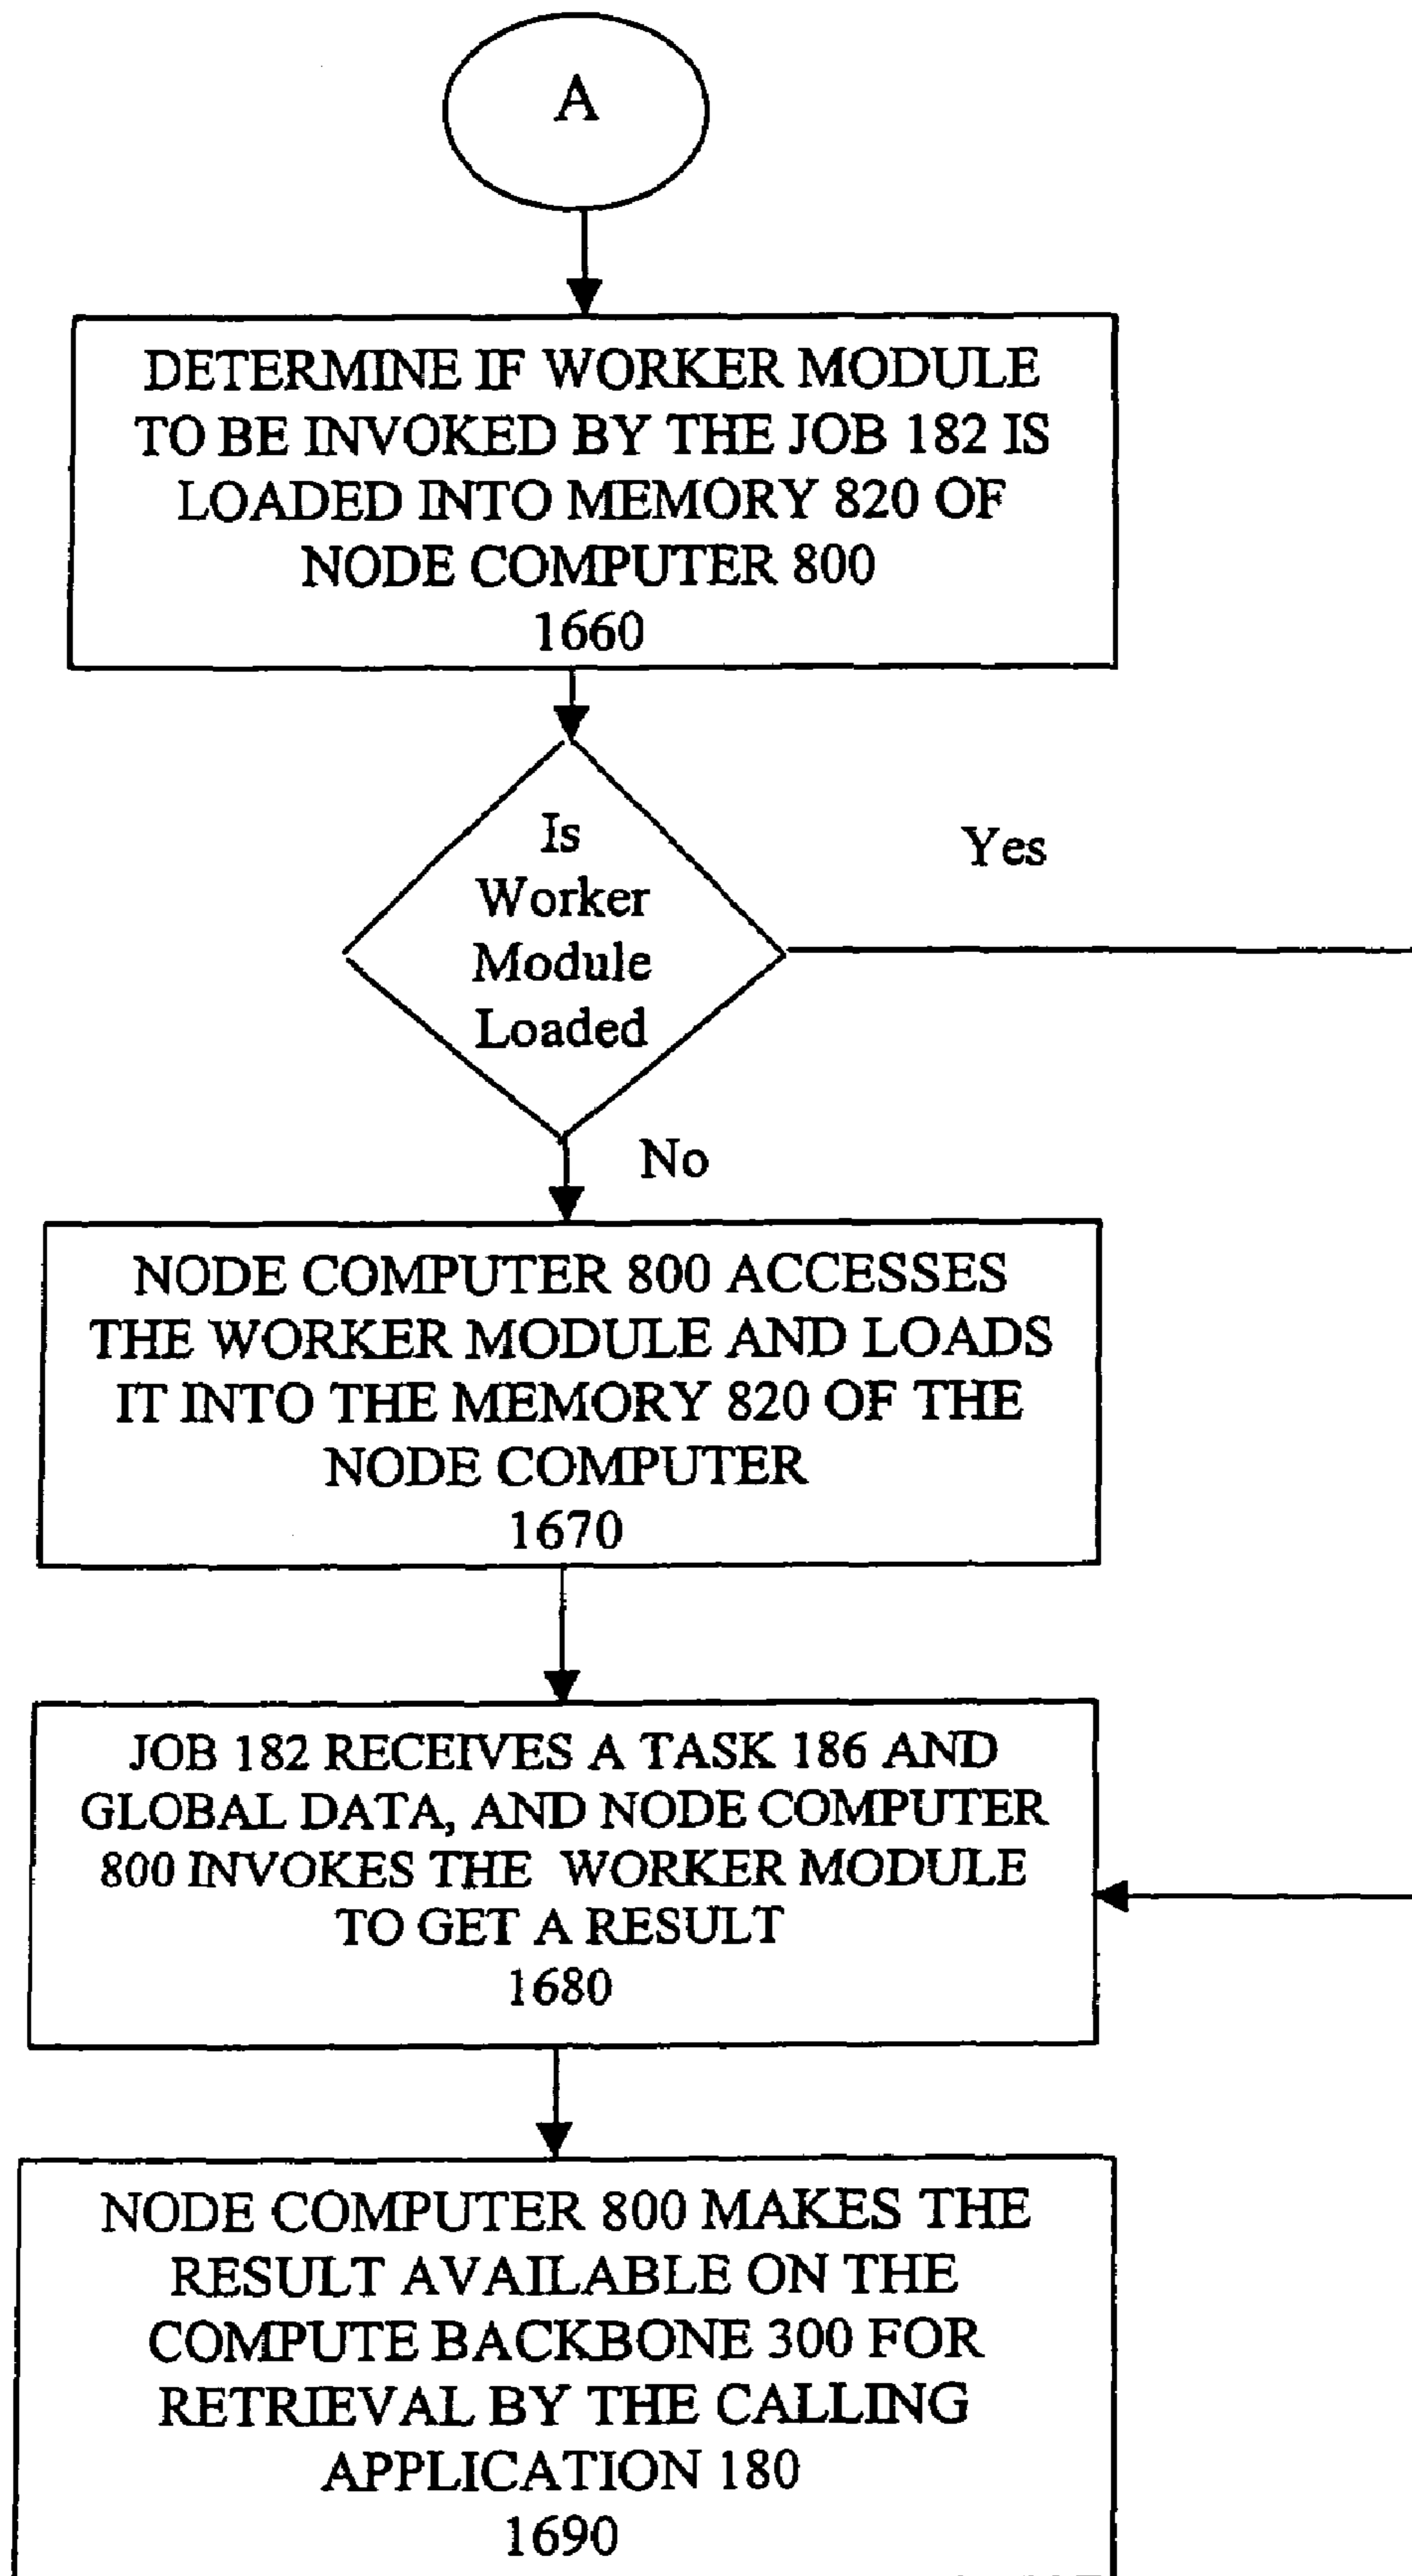 A
DETERMINE IF WORKER MODULE
TO BE INVOKED BY THE JOB 182 IS
LOADED INTO MEMORY 820 OF
NODE COMPUTER 800
1660
Is
Worker
Module
Loaded
Yes
No
NODE COMPUTER 800 ACCESSES
THE WORKER MODULE AND LOADS
IT INTO THE MEMORY 820 OF THE
NODE COMPUTER
1670
JOB 182 RECEIVES A TASK 186 AND
GLOBAL DATA, AND NODE COMPUTER
800 INVOKES THE WORKER MODULE
TO GET A RESULT
1680
NODE COMPUTER 800 MAKES THE
RESULT AVAILABLE ON THE
COMPUTE BACKBONE 300 FOR
RETRIEVAL BY THE CALLING
APPLICATION 180
1690